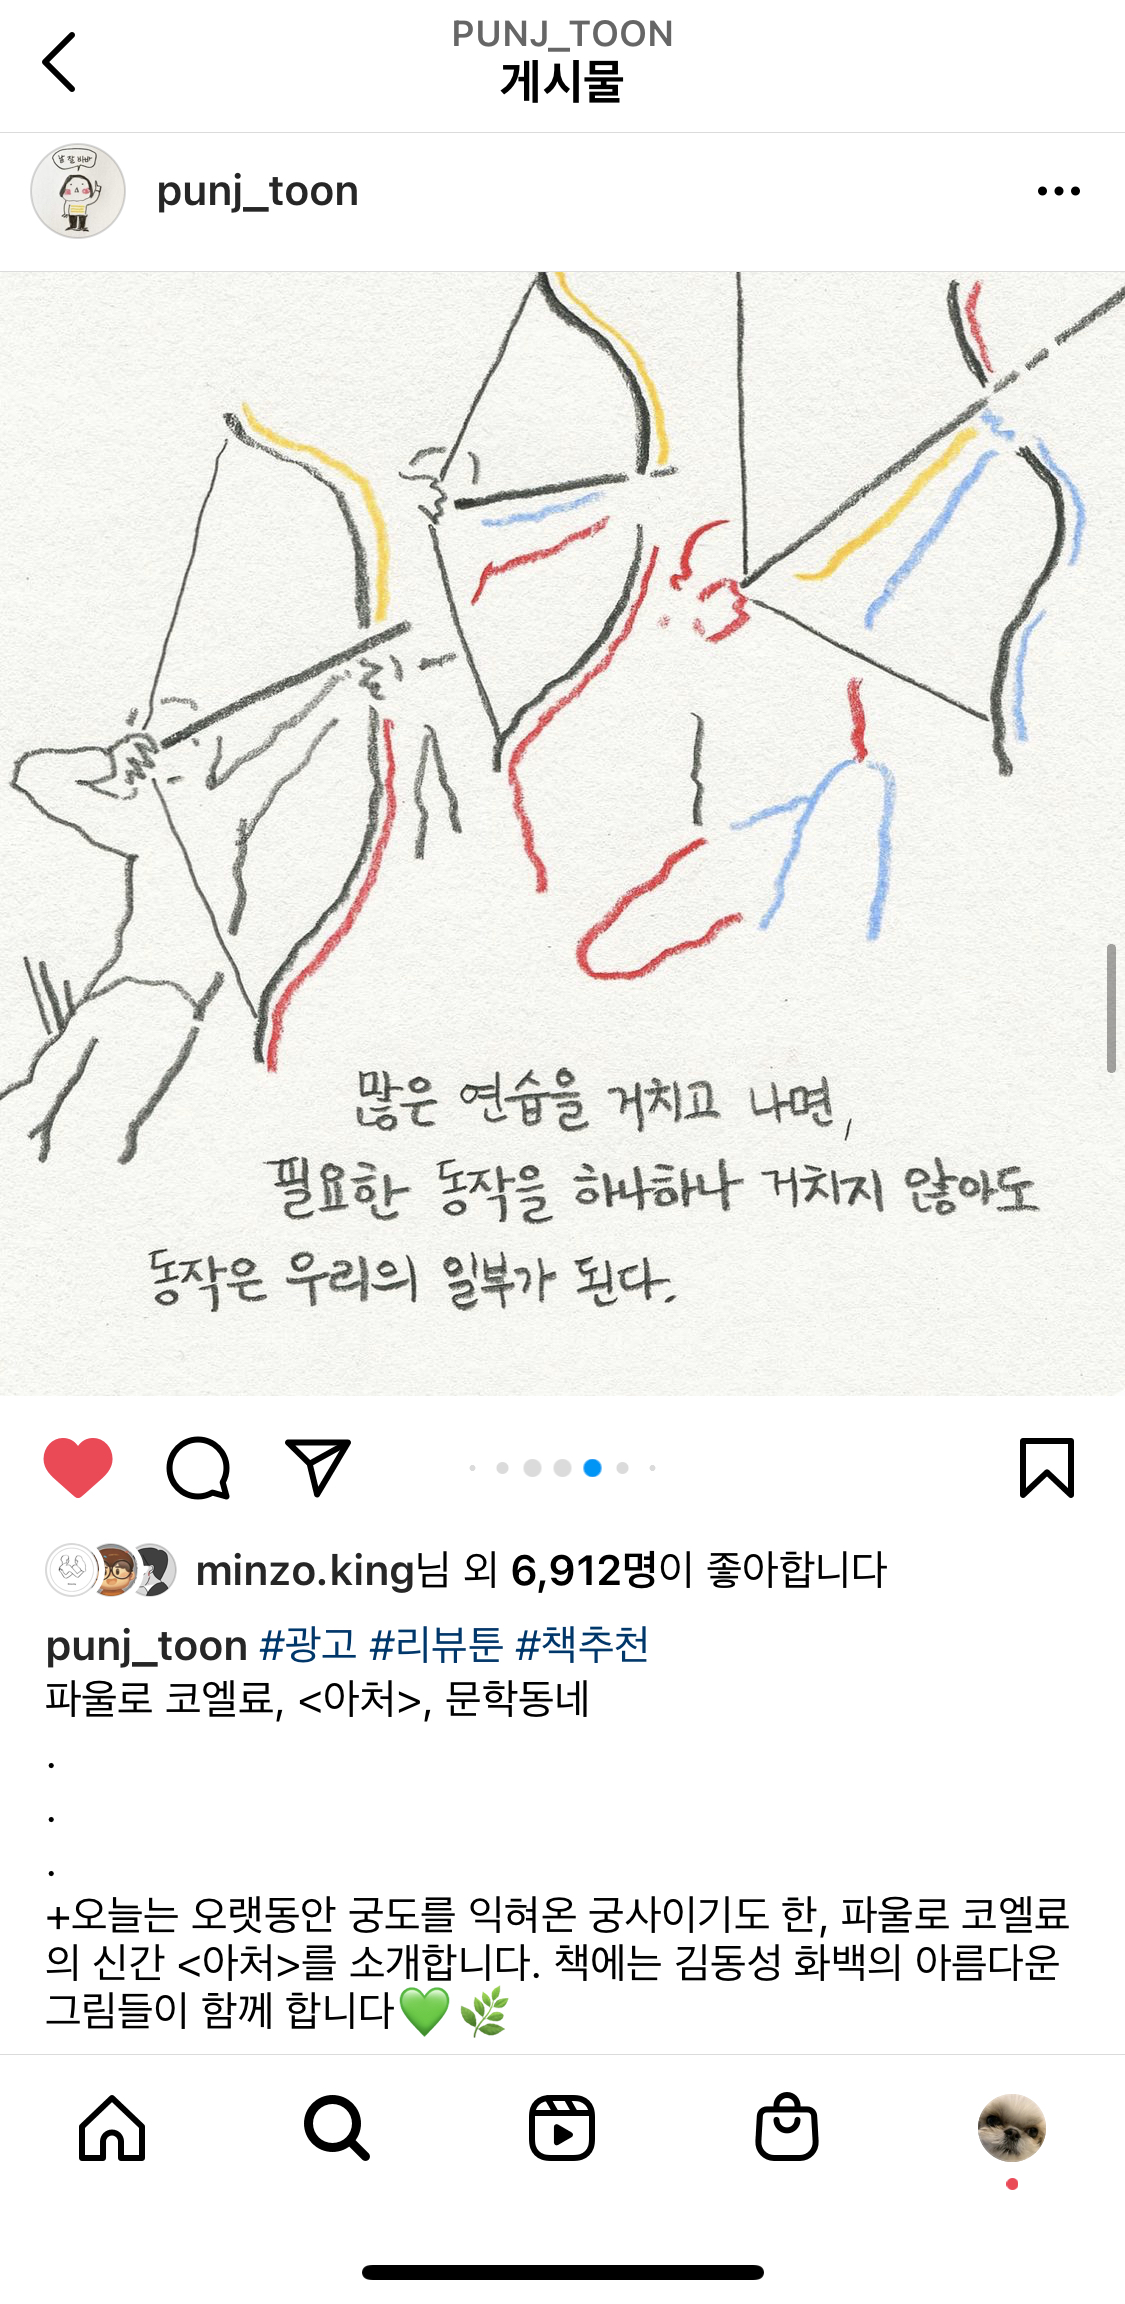 PUNJ_TOON
게시물
날 잘 봐봐
punj_toon
많은 연습을 거치고 나면,
필요한 동작을 하나하나 거치지 않아도
동작은 우리의 일부가 된다.
minzo.king님 외 6,912명이 좋아합니다
punj_toon #광고 #리뷰툰 #책추천
파울로 코엘료, <아처>, 문학동네
.
.
.
+오늘는 오랫동안 궁도를 익혀온 궁사이기도 한, 파울로 코엘료
의 신간 <아처>를 소개합니다. 책에는 김동성 화백의 아름다운
그림들이 함께 합니다💚🌿